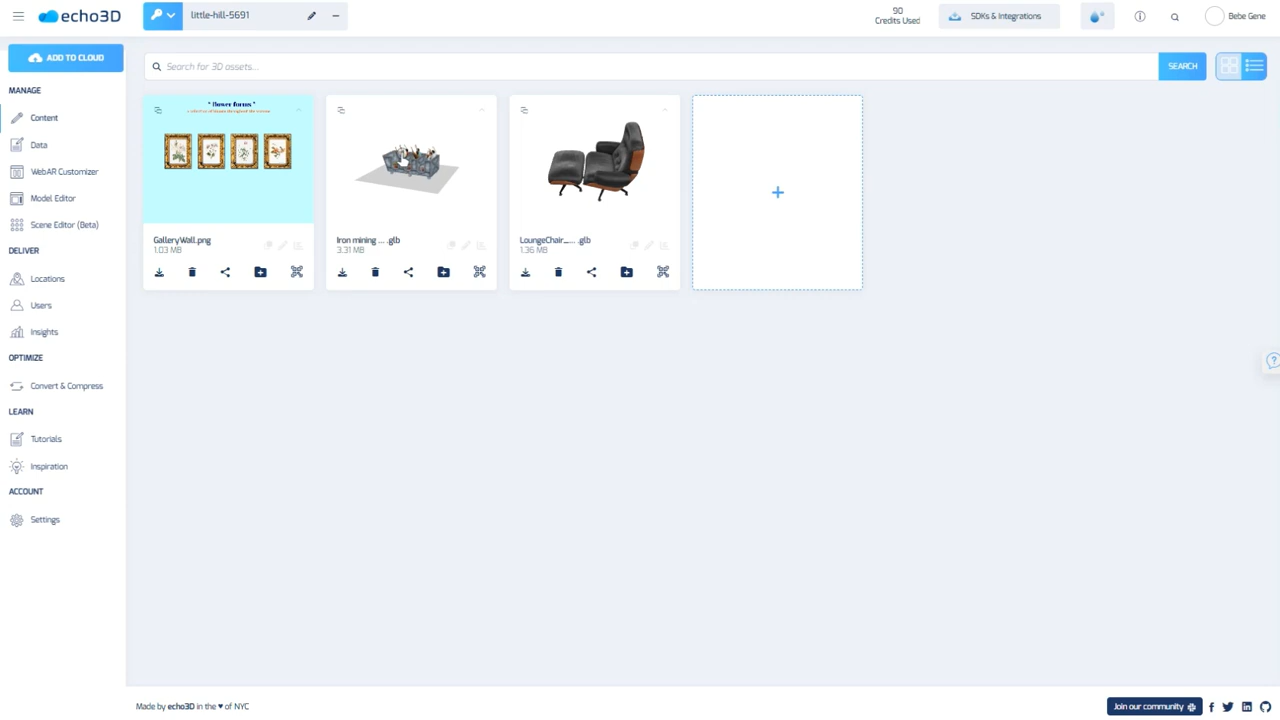 echo3D
little-hill-5691
90
Credits Used
SDKs & Integrations
Bebe Gene
ADD TO CLOUD
Search for 3D assets...
SEARCH
MANAGE
Content
Data
WebAR Customizer
Model Editor
Scene Editor (Beta)
DELIVER
Locations
Users
Insights
OPTIMIZE
Convert & Compress
LEARN
Tutorials
Inspiration
ACCOUNT
Settings
* flower forms *
GalleryWall.png
1.03 MB
Iron mining ... .glb
3.31 MB
LoungeChair_... .glb
1.36 MB
Made by echo3D in the ♥ of NYC
Join our community